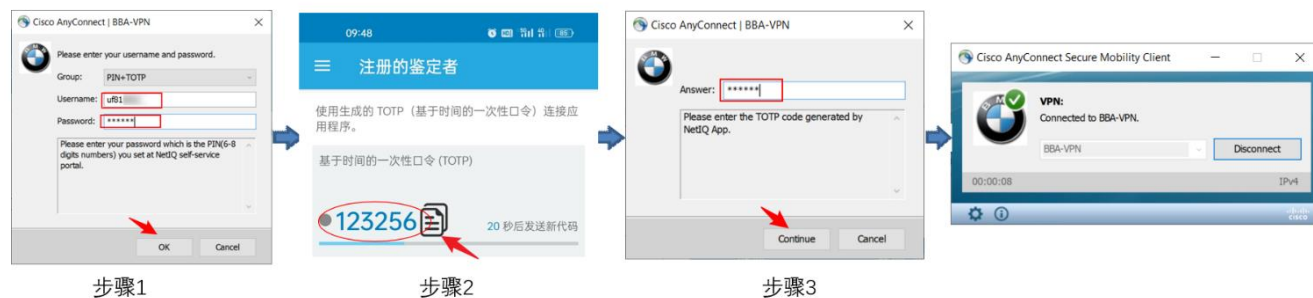 Cisco AnyConnect | BBA-VPN
Please enter your username and password.
Group: PIN+TOTP
Username: uf81
Password: ******
Please enter your password which is the PIN(6-8
digits numbers) you set at NetIQ self-service
portal.
OK Cancel
步骤1
09:48
注册的鉴定者
使用生成的 TOTP（基于时间的一次性口令）连接应
用程序。
基于时间的一次性口令 (TOTP)
123256
20 秒后发送新代码
步骤2
Cisco AnyConnect | BBA-VPN
Answer: ******
Please enter the TOTP code generated by
NetIQ App.
Continue Cancel
步骤3
Cisco AnyConnect Secure Mobility Client
VPN:
Connected to BBA-VPN.
BBA-VPN Disconnect
00:00:08 IPv4
CISCO